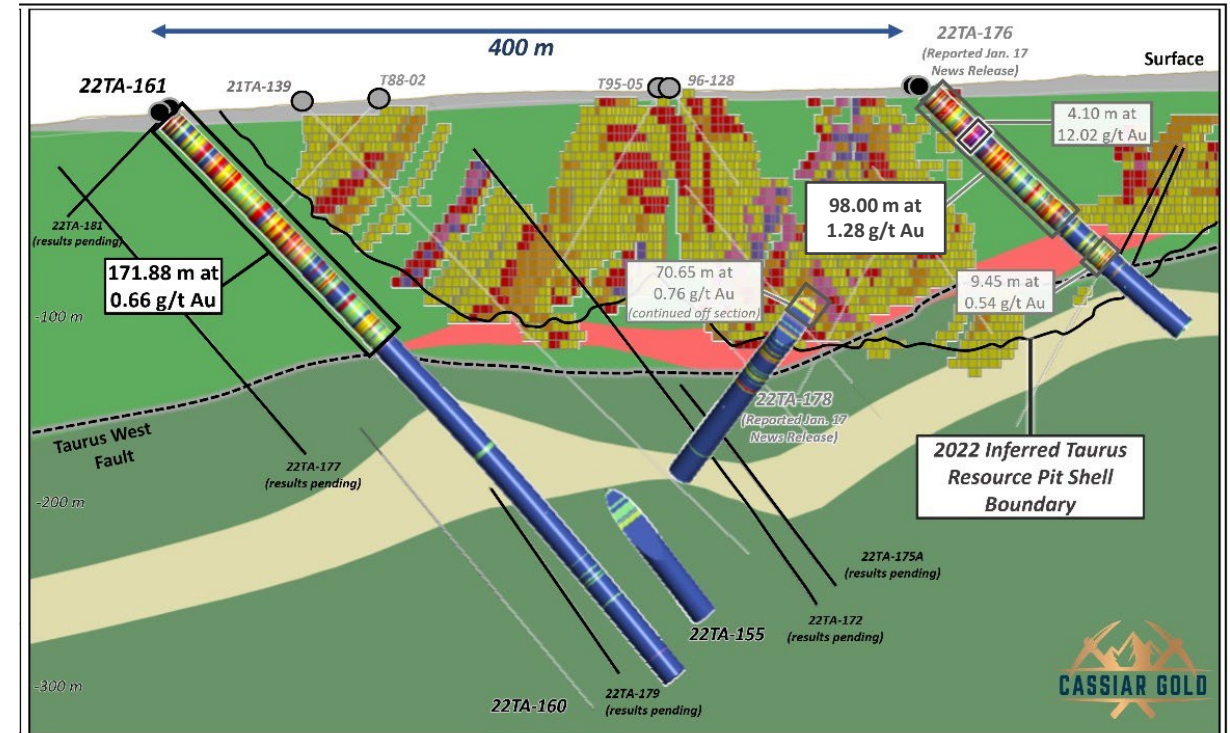 400 m
22TA-176
(Reported Jan. 17
News Release)
Surface
22TA-161
21TA-139
T88-02
T95-05
96-128
4.10 m at
12.02 g/t Au
98.00 m at
1.28 g/t Au
22TA-181
(results pending)
171.88 m at
0.66 g/t Au
70.65 m at
0.76 g/t Au
(continued off section)
9.45 m at
0.54 g/t Au
-100 m
22TA-178
(Reported Jan. 17
News Release)
Taurus West
Fault
22TA-177
(results pending)
2022 Inferred Taurus
Resource Pit Shell
Boundary
-200 m
22TA-175A
(results pending)
22TA-155
22TA-172
(results pending)
-300 m
22TA-160
22TA-179
(results pending)
CASSIAR GOLD